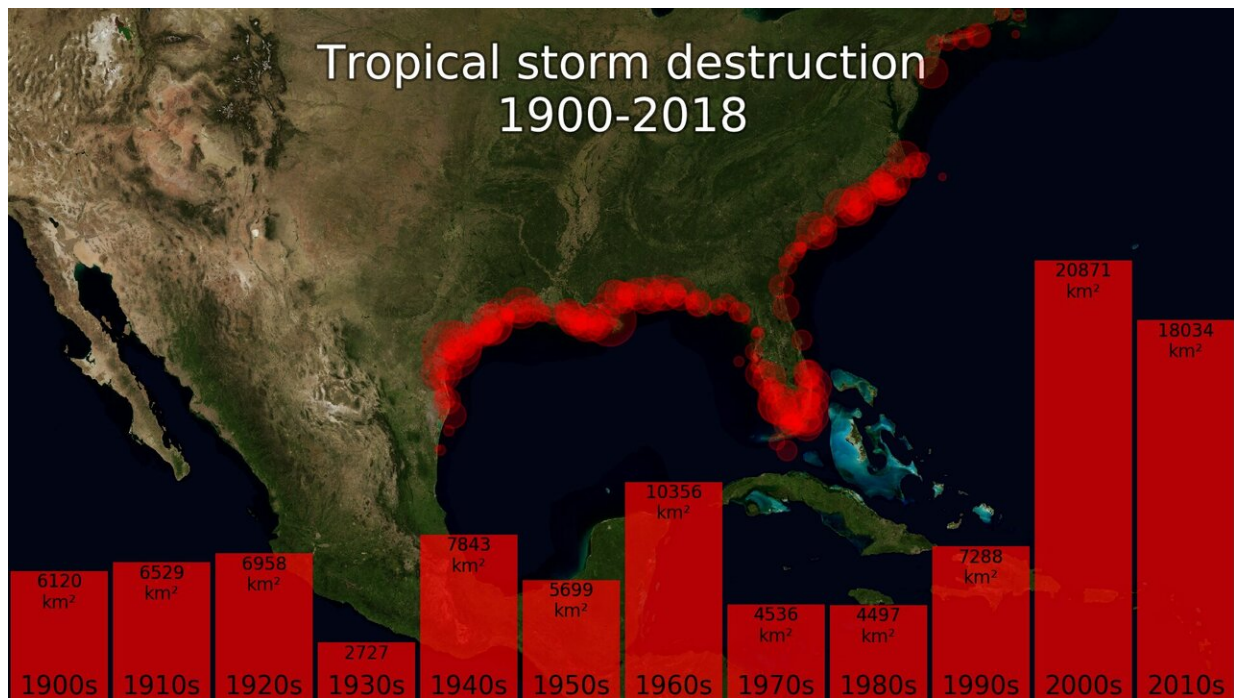 Tropical storm destruction
1900-2018
6120
km²
6529
km²
6958
km²
2727
7843
km²
5699
km²
10356
km²
4536
km²
4497
km²
7288
km²
20871
km²
18034
km²
1900s 1910s 1920s 1930s 1940s 1950s 1960s 1970s 1980s 1990s 2000s 2010s